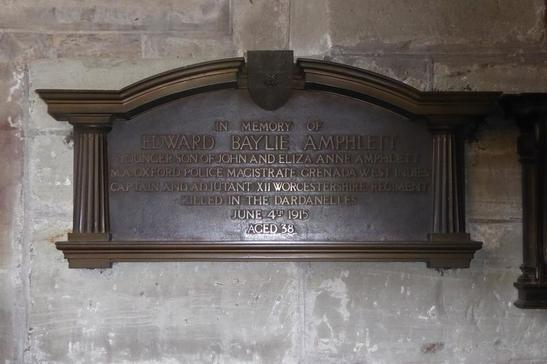 IN MEMORY OF
EDWARD BAYLIE AMPHLETT
YOUNGER SON OF JOHN AND ELIZA ANNE AMPHLETT
M.A. OXFORD POLICE MAGISTRATE, GRENADA WEST INDIES
CAPTAIN AND ADJUTANT XII WORCESTERSHIRE REGIMENT
KILLED IN THE DARDANELLES
JUNE 4TH 1915
AGED 38